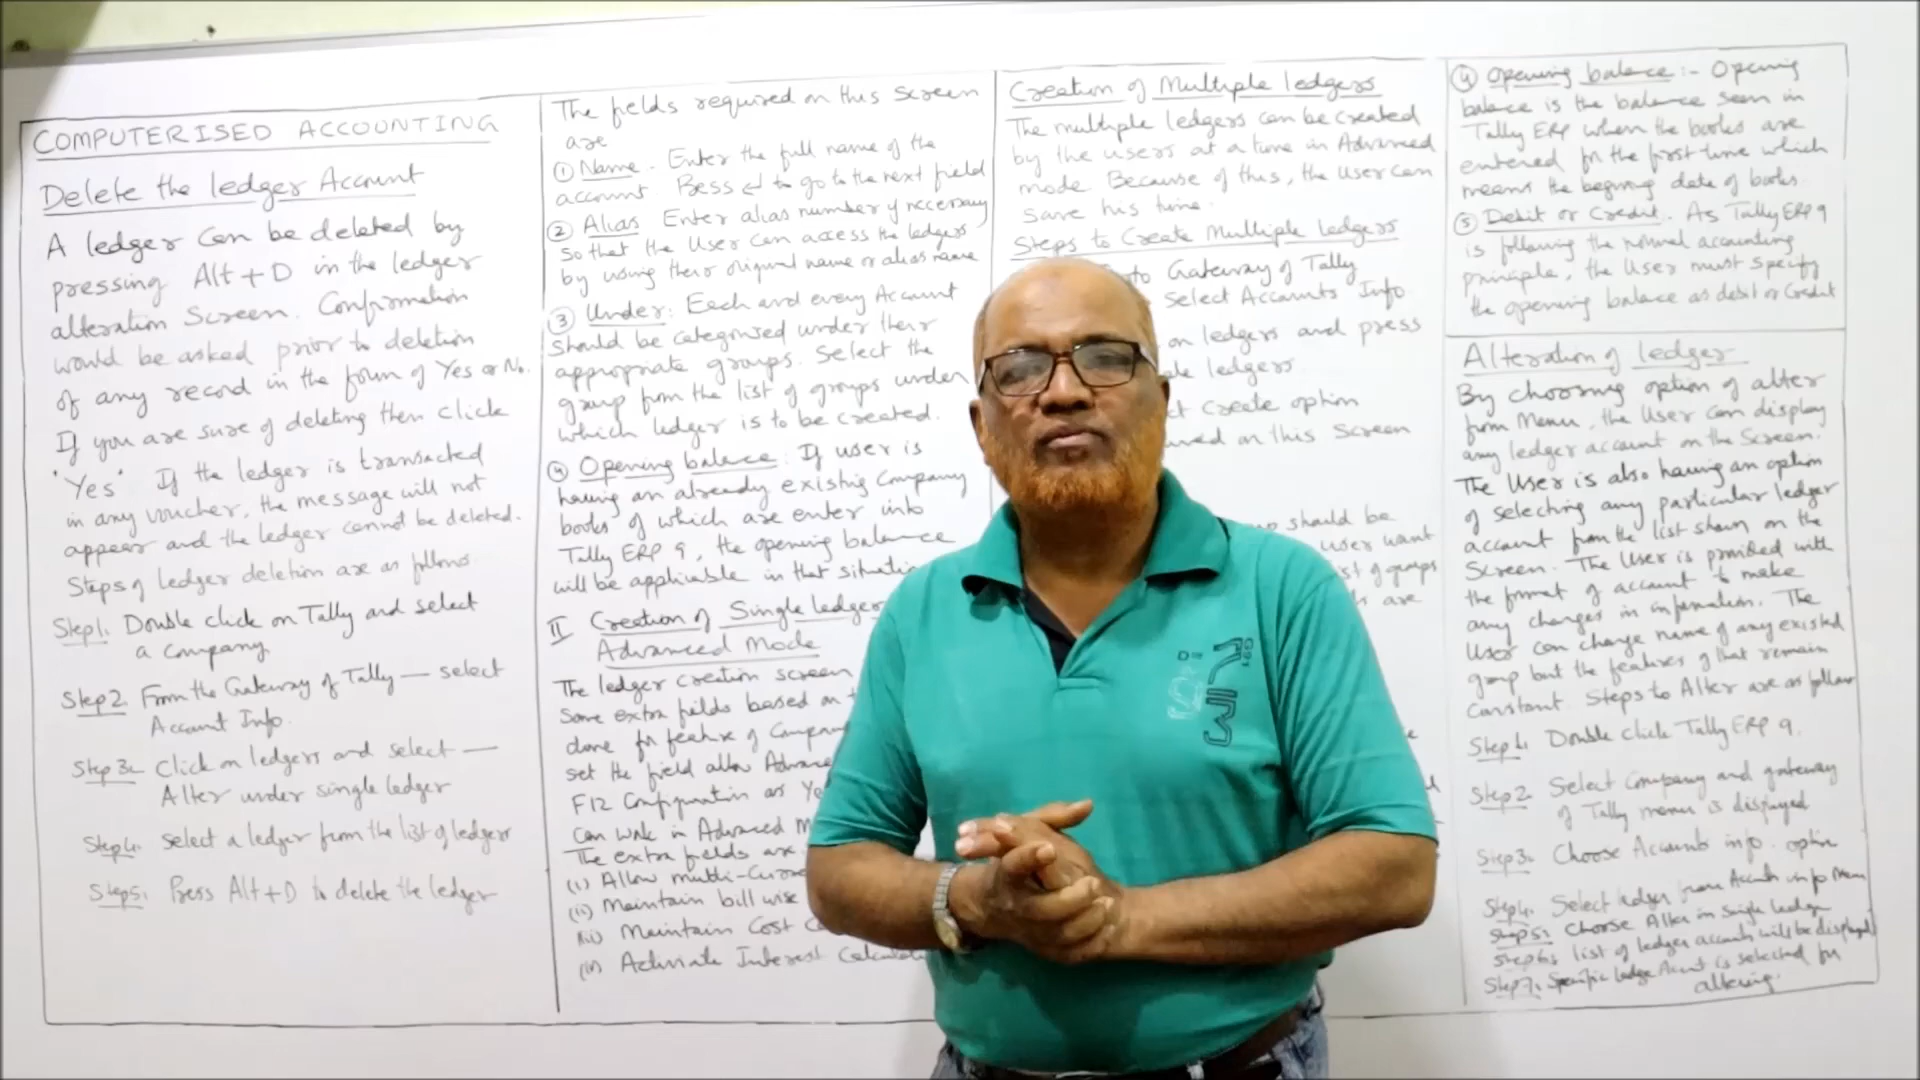 COMPUTERISED ACCOUNTING
Delete the ledger Account
A ledger can be deleted by
pressing Alt+D in the ledger
alteration Screen. Confirmation
would be asked prior to deletion
of any record in the form of Yes or No.
If you are sure of deleting then click
"Yes" If the ledger is transacted
in any voucher, the message will not
appear and the ledger cannot be deleted.
Steps of ledger deletion are as follows.
Step1. Double click on Tally and select
a company
Step2 From the Gateway of Tally — select
Account Info.
Step 3: Click on ledgers and select —
Alter under single ledger
Step4: Select a ledger from the list of ledgers
Step5: Press Alt+D to delete the ledger
The fields required on this screen
are
① Name - Enter the full name of the
account. Press ↵ to go to the next field
② Alias Enter alias number if necessary
So that the User can access the ledgers
by using their original name or alias name
③ Under: Each and every Account
should be categorised under their
appropriate groups. Select the
group from the list of groups under
which ledger is to be created.
④ Opening balance: If user is
having an already existing Company
books of which are enter into
Tally ERP 9, the opening balance
will be applicable in that situation
II Creation of Single ledger
Advanced Mode
The ledger creation screen
Some extra fields based on
done for feature of Company
set the field allow Advance
F12 Configuration as Ye
can work in Advanced M
The extra fields are
(i) Allow multi-Curre
(ii) Maintain bill wise
(iii) Maintain Cost C
(iv) Activate Interest Calculati
Creation of Multiple ledgers
The multiple ledgers can be created
by the users at a time in Advanced
mode. Because of this, the user can
save his time.
Steps to Create Multiple ledgers
to Gateway of Tally
select Accounts Info
on ledgers and press
ledgers
create option
on this Screen
should be
user want
list of groups
are
④ Opening balance:- Opening
balance is the balance seen in
Tally ERP when the books are
entered for the first time which
means the begining date of books.
⑤ Debit or Credit. As Tally ERP 9
is following the normal accounting
principle, the User must specify
the opening balance as debit or Credit
Alteration of ledger
By choosing option of alter
from Menu, the User can display
any ledger account on the Screen.
The User is also having an option
of selecting any particular ledger
account from the list shown on the
Screen. The User is provided with
the format of account to make
any changes in information. The
User can change name of any existed
group but the features of that remain
Constant. Steps to Alter are as follows
Step 1: Double click Tally ERP 9.
Step2 Select Company and gateway
of Tally menu is displayed
Step3: Choose Accounts info. option
Step4: Select ledger from Accounts info Menu
Step5: Choose Alter in Single ledger
Step6: list of ledger accounts will be displayed
Step7: Specific ledger Account is selected for
altering.